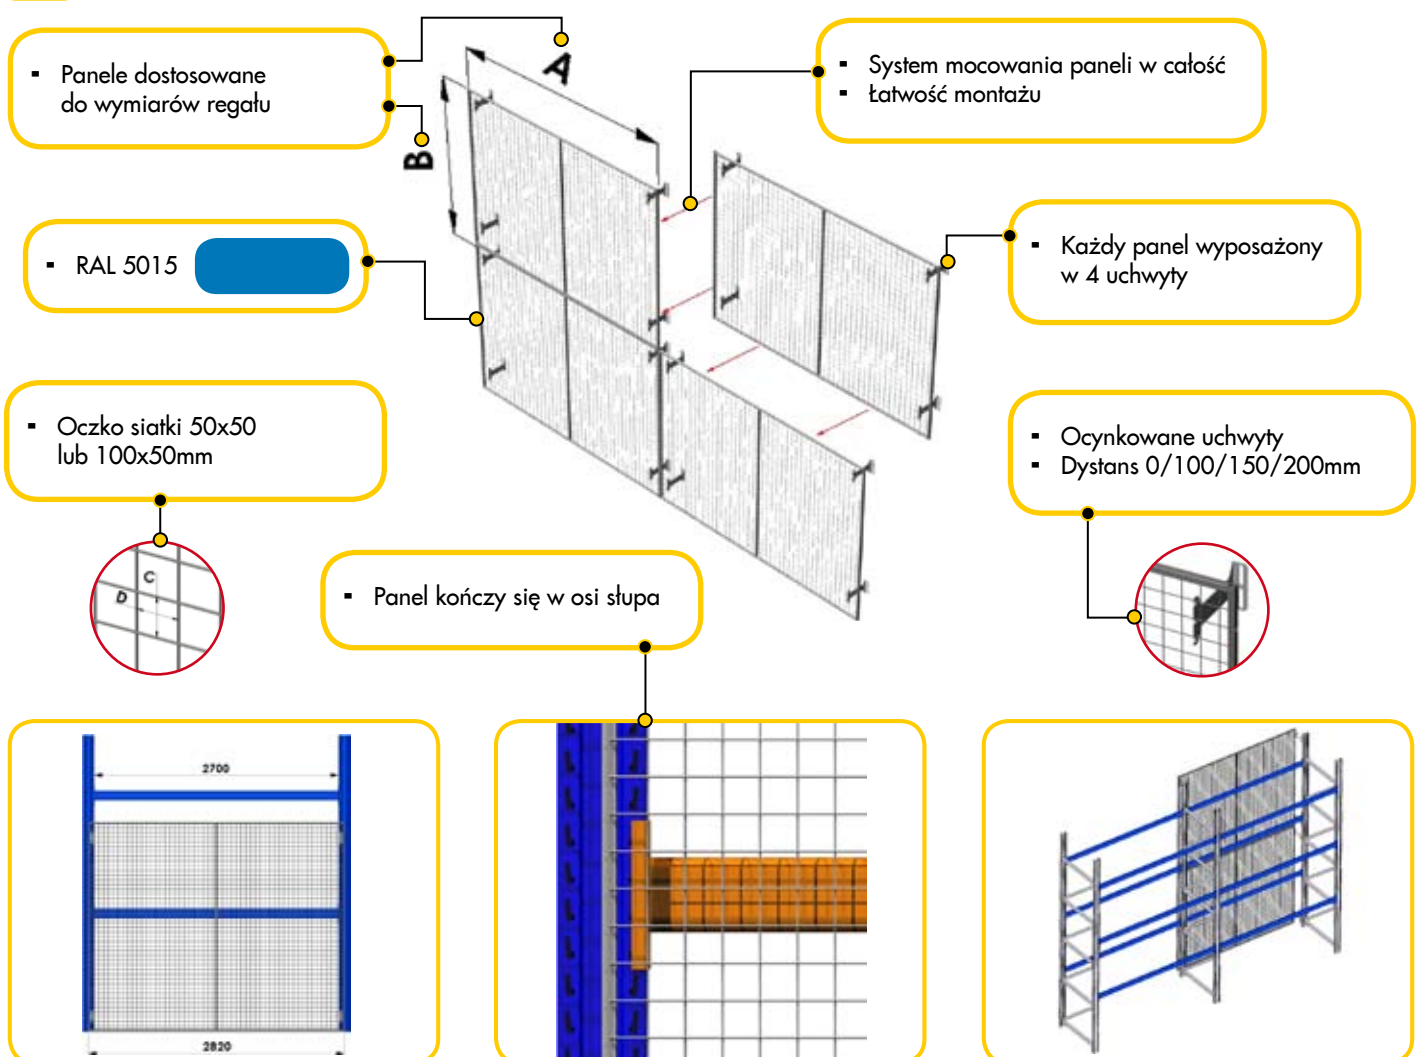 ▪ Panele dostosowane
do wymiarów regału
A
B
▪ System mocowania paneli w całość
▪ Łatwość montażu
▪ RAL 5015
▪ Każdy panel wyposażony
w 4 uchwyty
▪ Oczko siatki 50x50
lub 100x50mm
▪ Ocynkowane uchwyty
▪ Dystans 0/100/150/200mm
C
D
▪ Panel kończy się w osi słupa
2700
2820